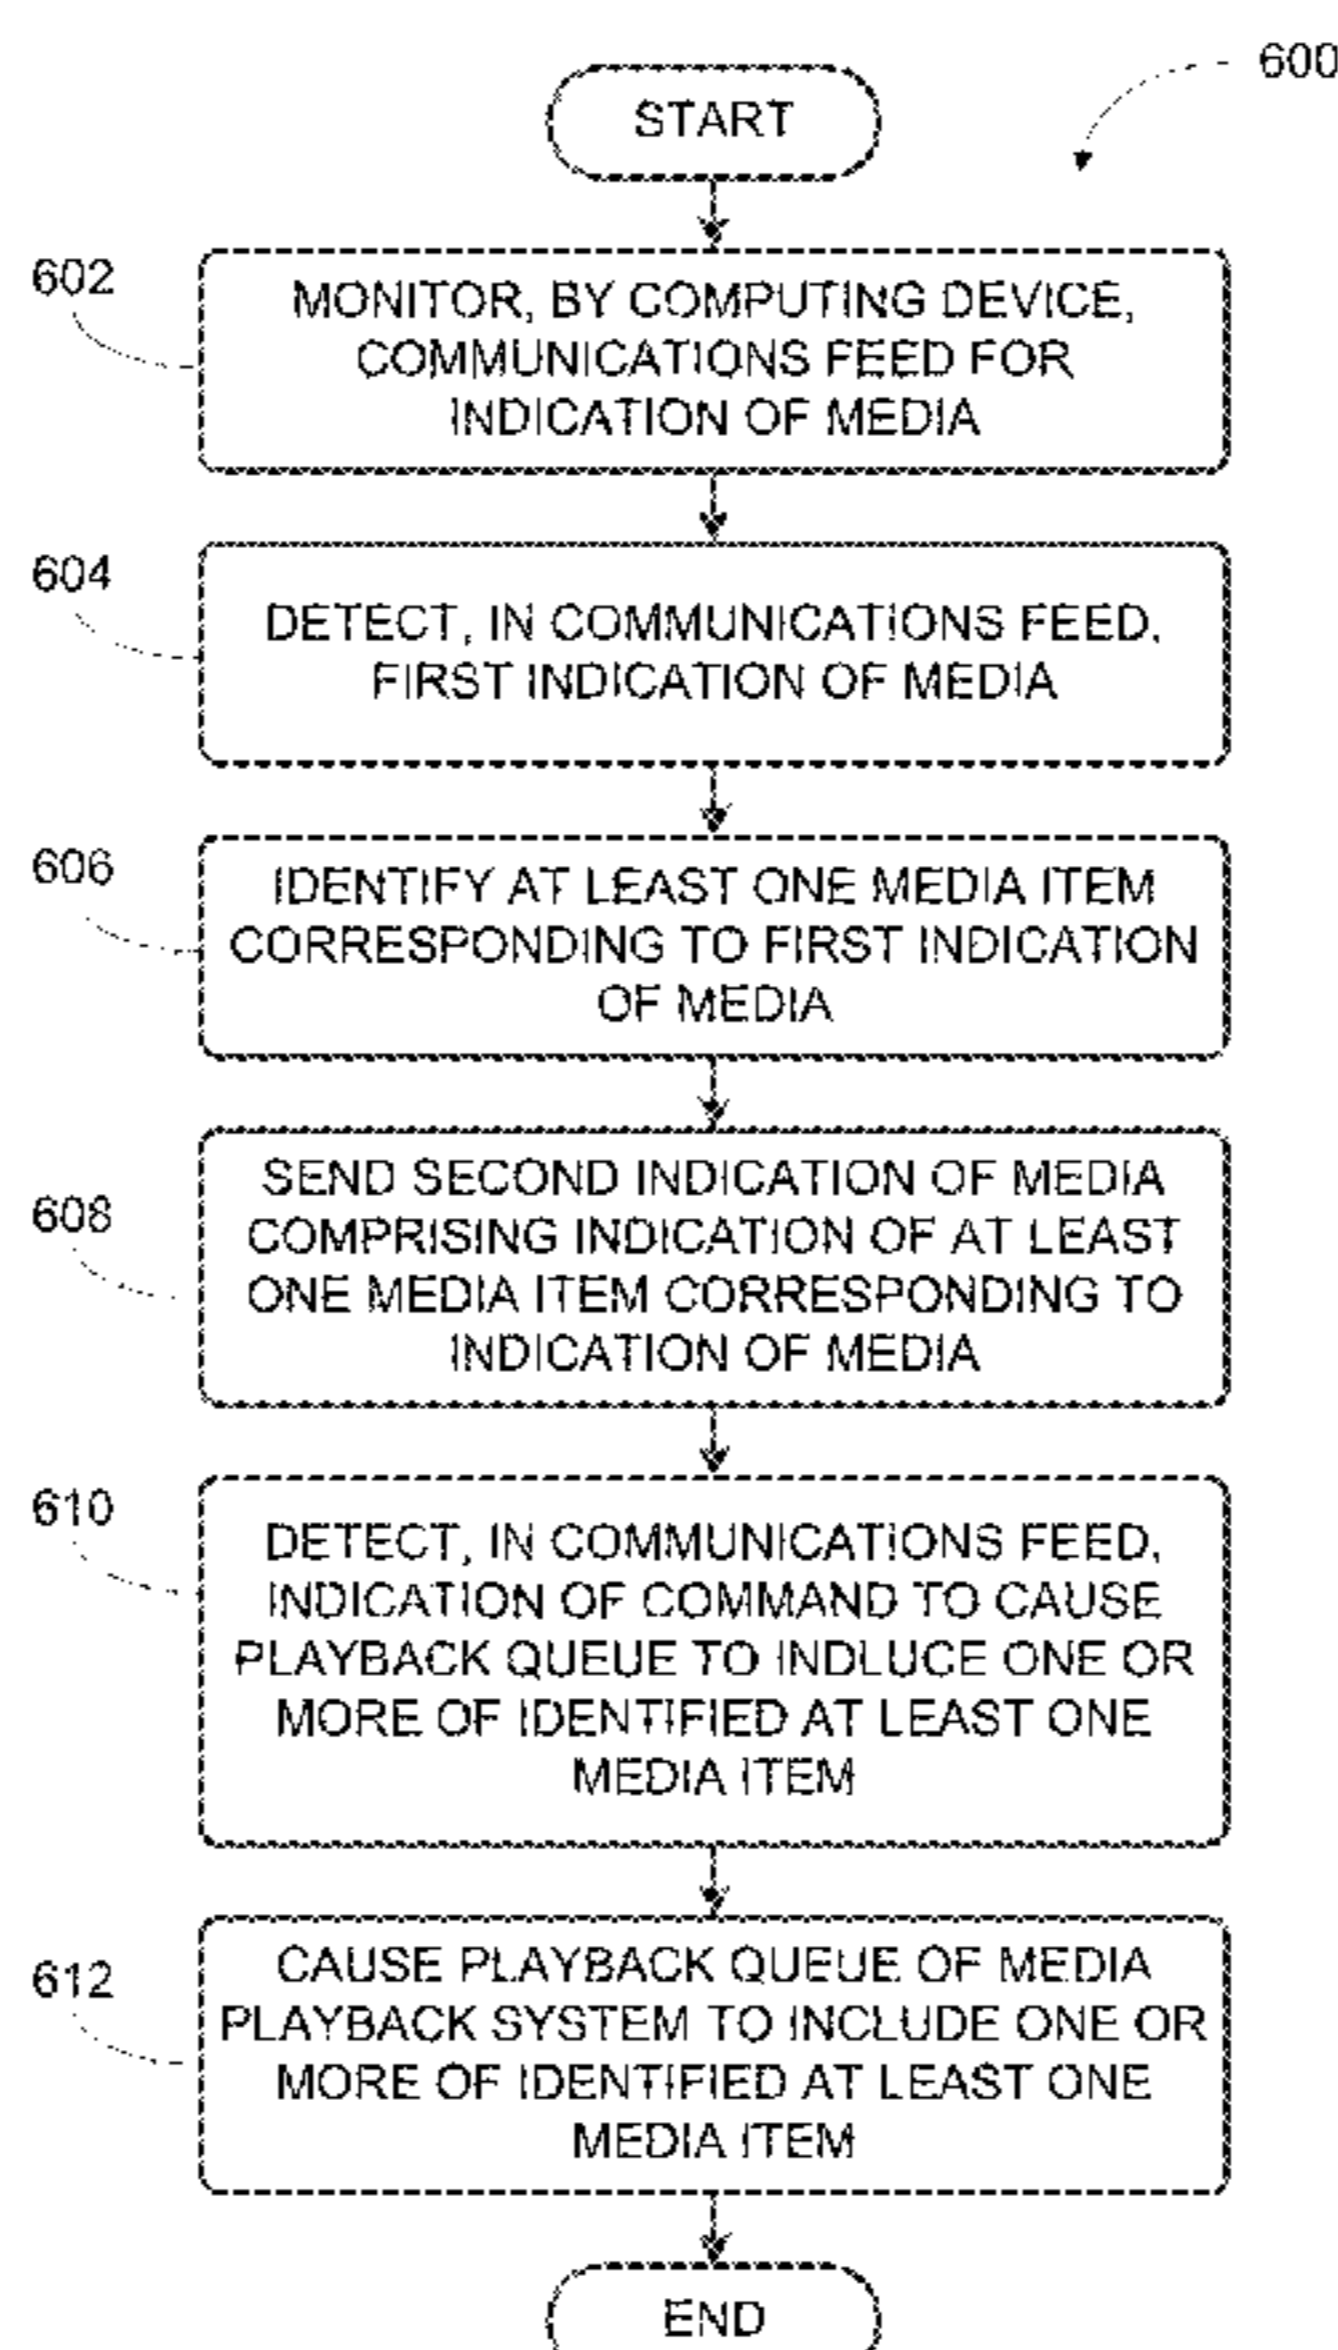 600
START
602
MONITOR, BY COMPUTING DEVICE,
COMMUNICATIONS FEED FOR
INDICATION OF MEDIA
604
DETECT, IN COMMUNICATIONS FEED,
FIRST INDICATION OF MEDIA
606
IDENTIFY AT LEAST ONE MEDIA ITEM
CORRESPONDING TO FIRST INDICATION
OF MEDIA
608
SEND SECOND INDICATION OF MEDIA
COMPRISING INDICATION OF AT LEAST
ONE MEDIA ITEM CORRESPONDING TO
INDICATION OF MEDIA
610
DETECT, IN COMMUNICATIONS FEED,
INDICATION OF COMMAND TO CAUSE
PLAYBACK QUEUE TO INDLUCE ONE OR
MORE OF IDENTIFIED AT LEAST ONE
MEDIA ITEM
612
CAUSE PLAYBACK QUEUE OF MEDIA
PLAYBACK SYSTEM TO INCLUDE ONE OR
MORE OF IDENTIFIED AT LEAST ONE
MEDIA ITEM
END